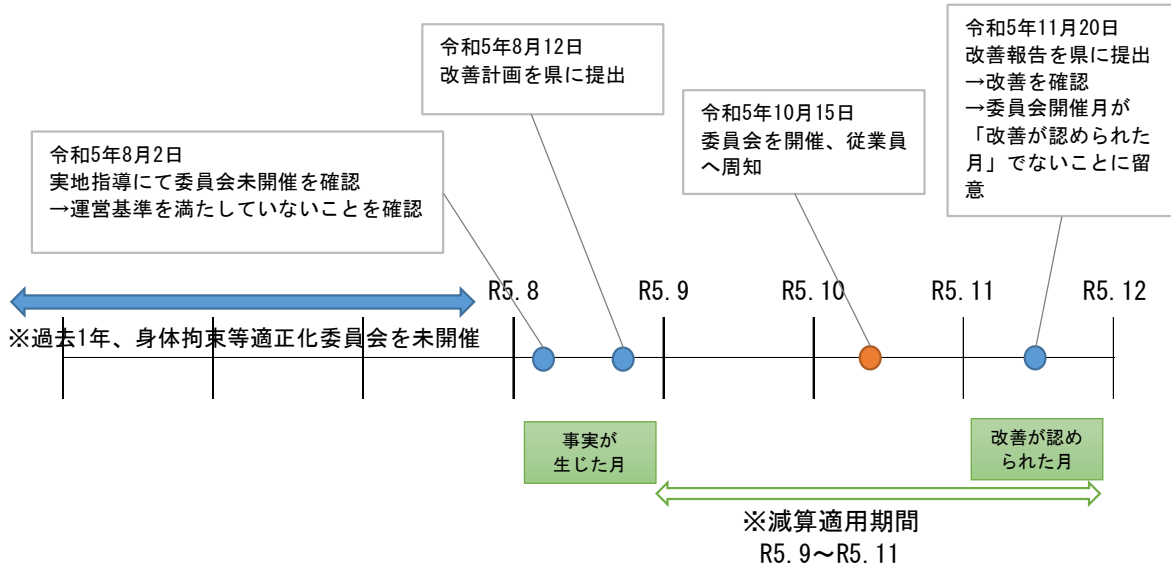 令和5年8月2日
実地指導にて委員会未開催を確認
→運営基準を満たしていないことを確認
令和5年8月12日
改善計画を県に提出
令和5年10月15日
委員会を開催、従業員
へ周知
令和5年11月20日
改善報告を県に提出
→改善を確認
→委員会開催月が
「改善が認められた
月」でないことに留
意
R5.8
R5.9
R5.10
R5.11
R5.12
※過去1年、身体拘束等適正化委員会を未開催
事実が
生じた月
改善が認め
られた月
※減算適用期間
R5.9～R5.11